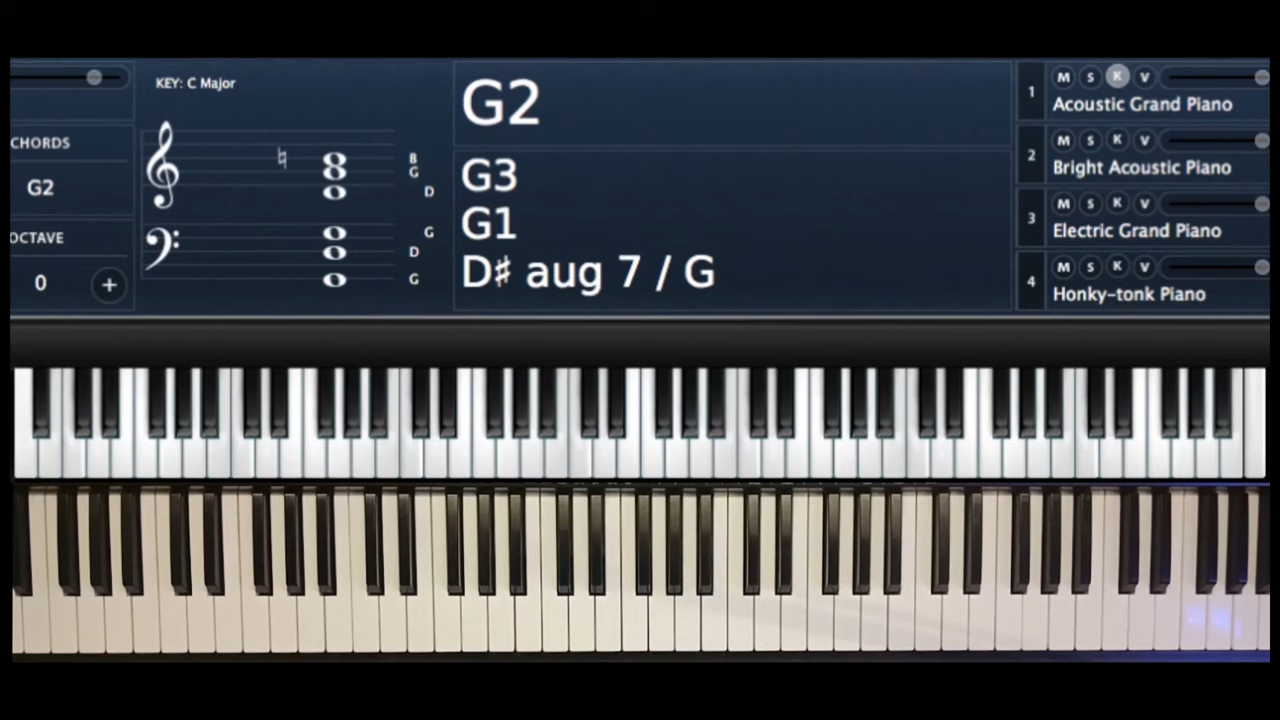 KEY: C Major
CHORDS
G2
OCTAVE
0 +
B
G
D
G
D
G
G2
G3
G1
D♯ aug 7 / G
1 M S K V
Acoustic Grand Piano
2 M S K V
Bright Acoustic Piano
3 M S K V
Electric Grand Piano
4 M S K V
Honky-tonk Piano